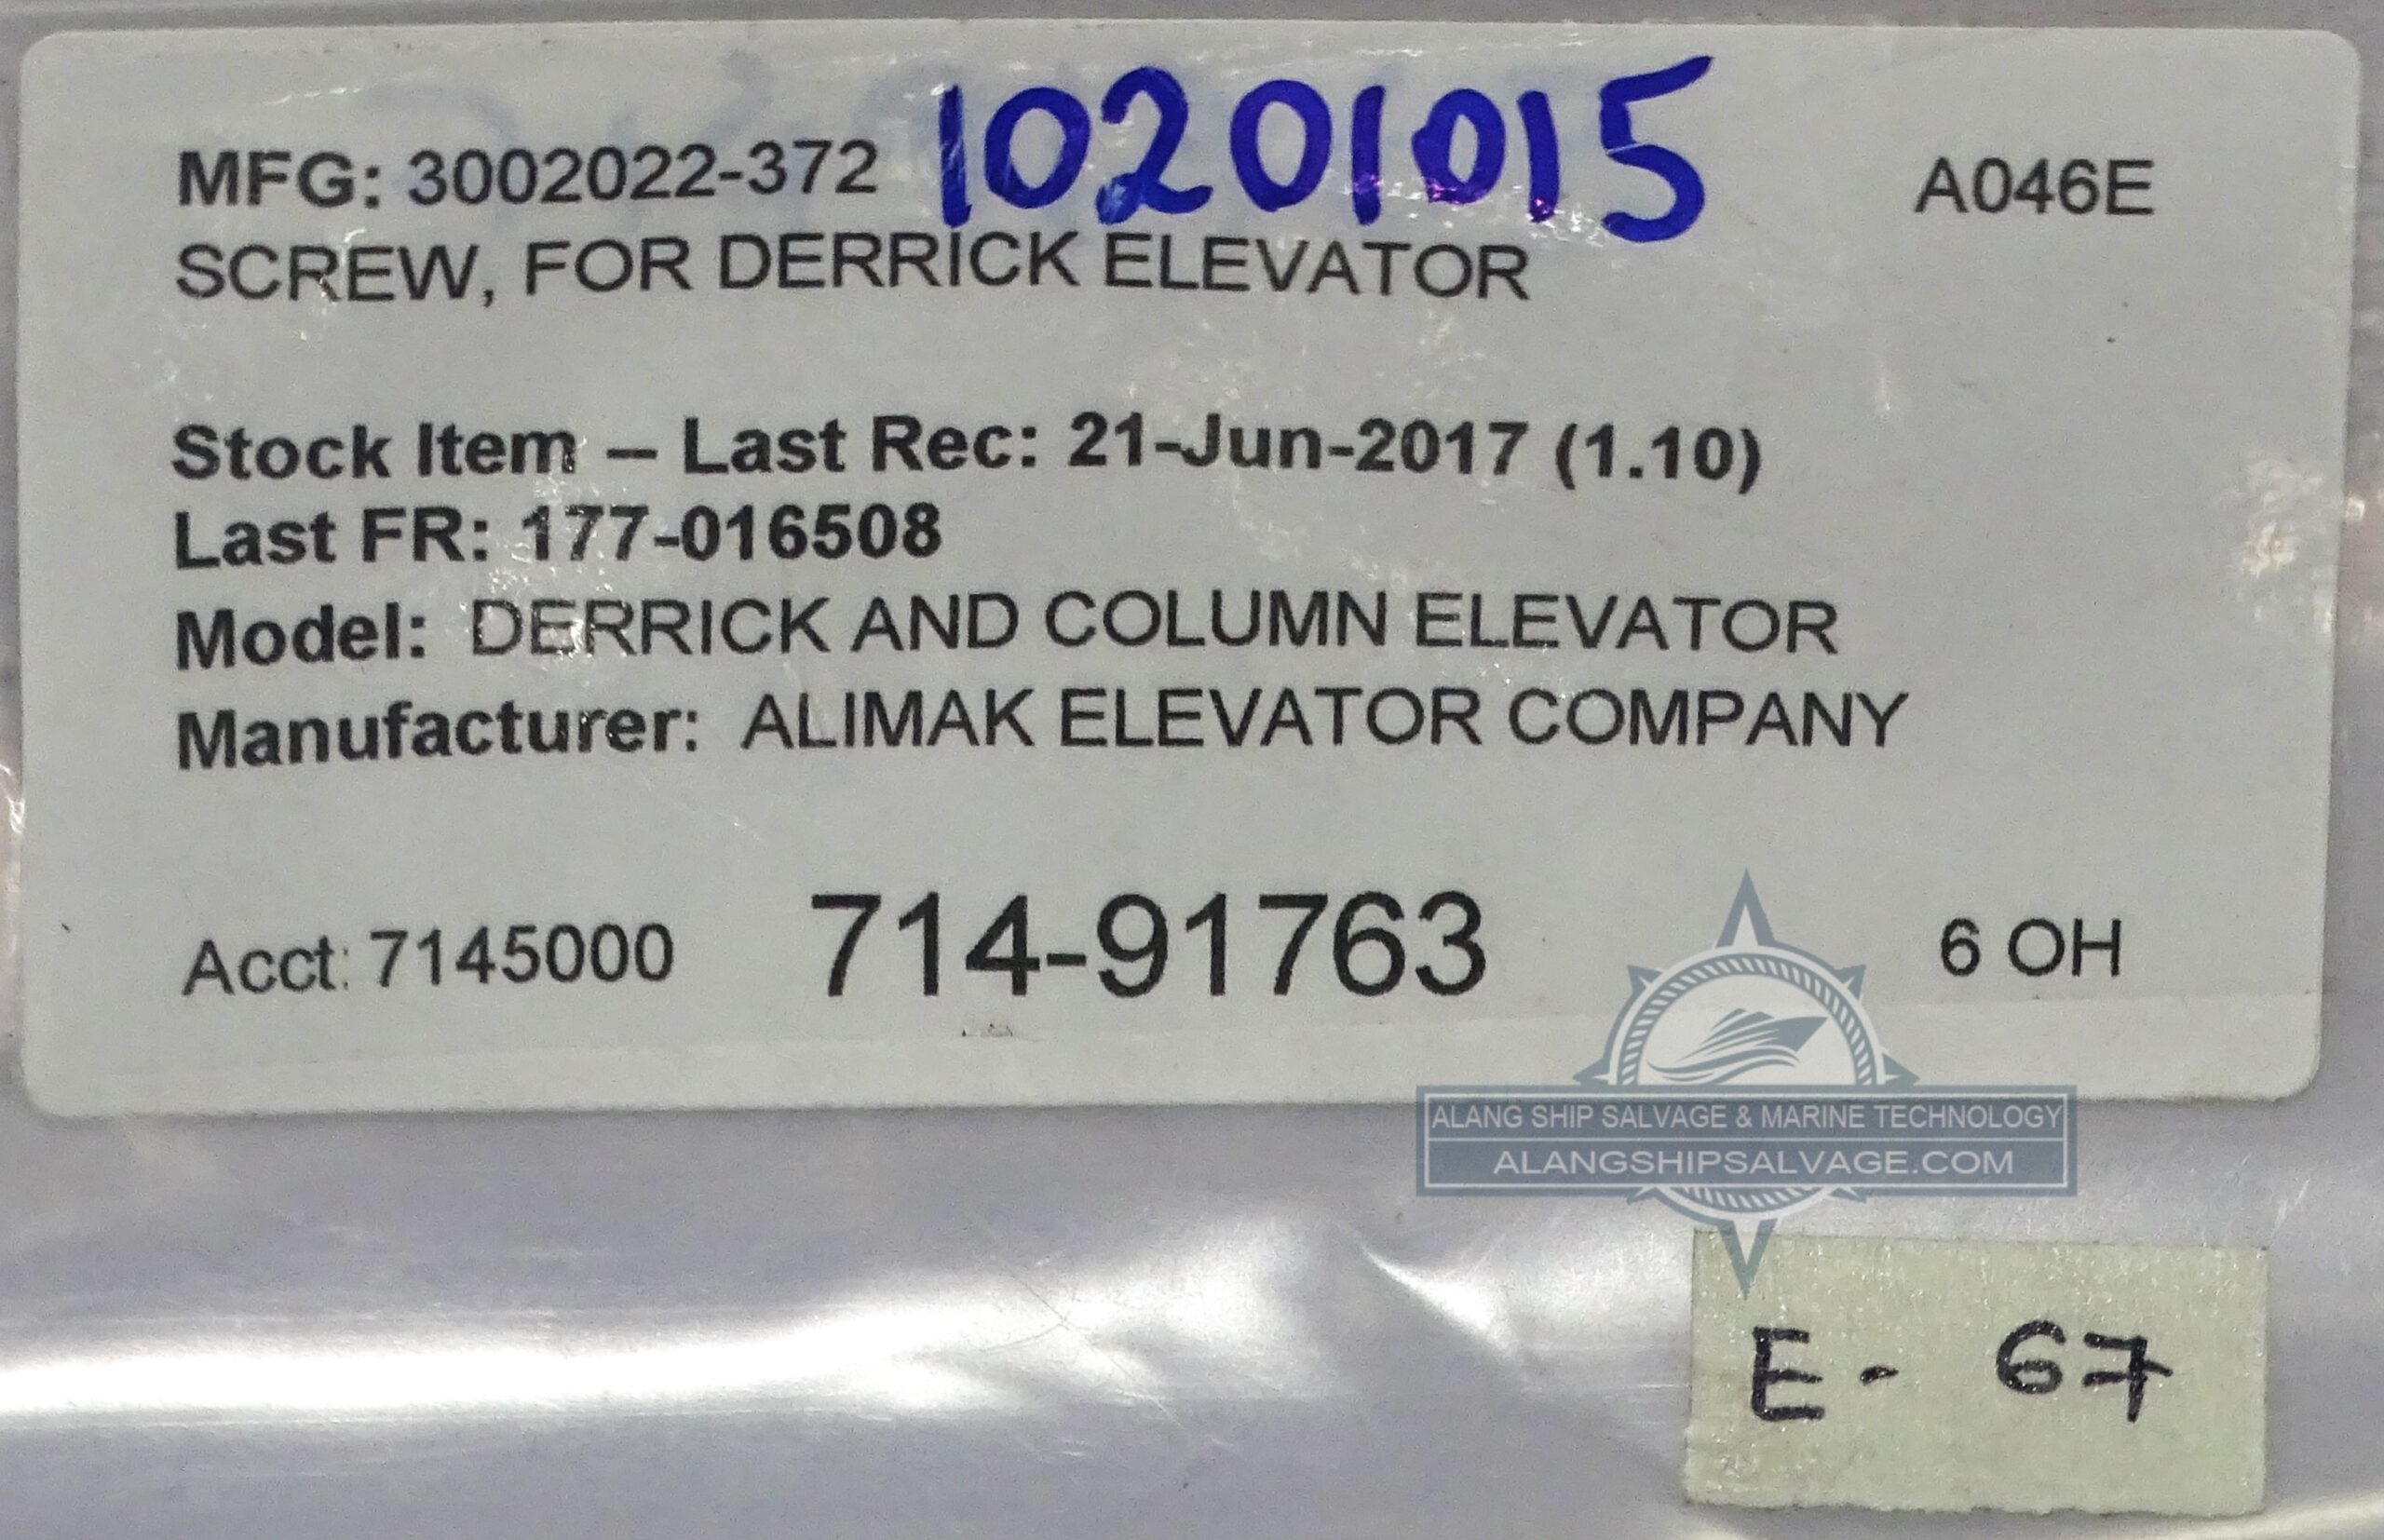 MFG: 3002022-372 10201015 A046E
SCREW, FOR DERRICK ELEVATOR
Stock Item – Last Rec: 21-Jun-2017 (1.10)
Last FR: 177-016508
Model: DERRICK AND COLUMN ELEVATOR
Manufacturer: ALIMAK ELEVATOR COMPANY
Acct: 7145000 714-91763 6 OH
ALANG SHIP SALVAGE & MARINE TECHNOLOGY
ALANGSHIPSALVAGE.COM
E- 67